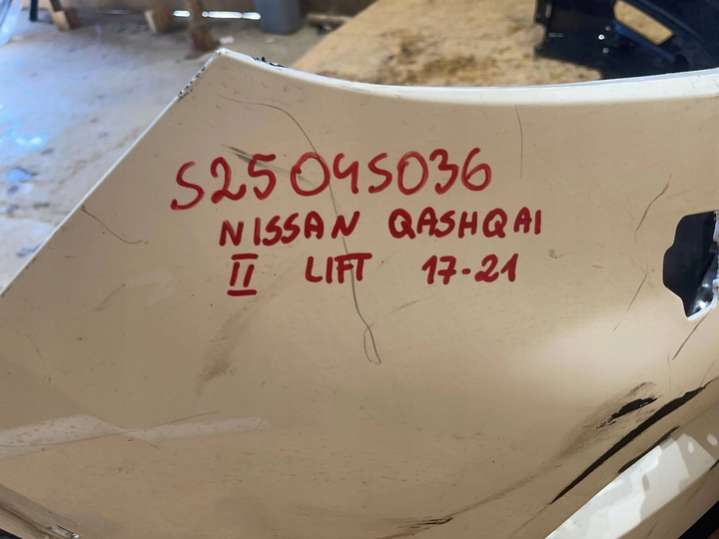 S25045036
NISSAN QASHQAI
II LIFT 17-21